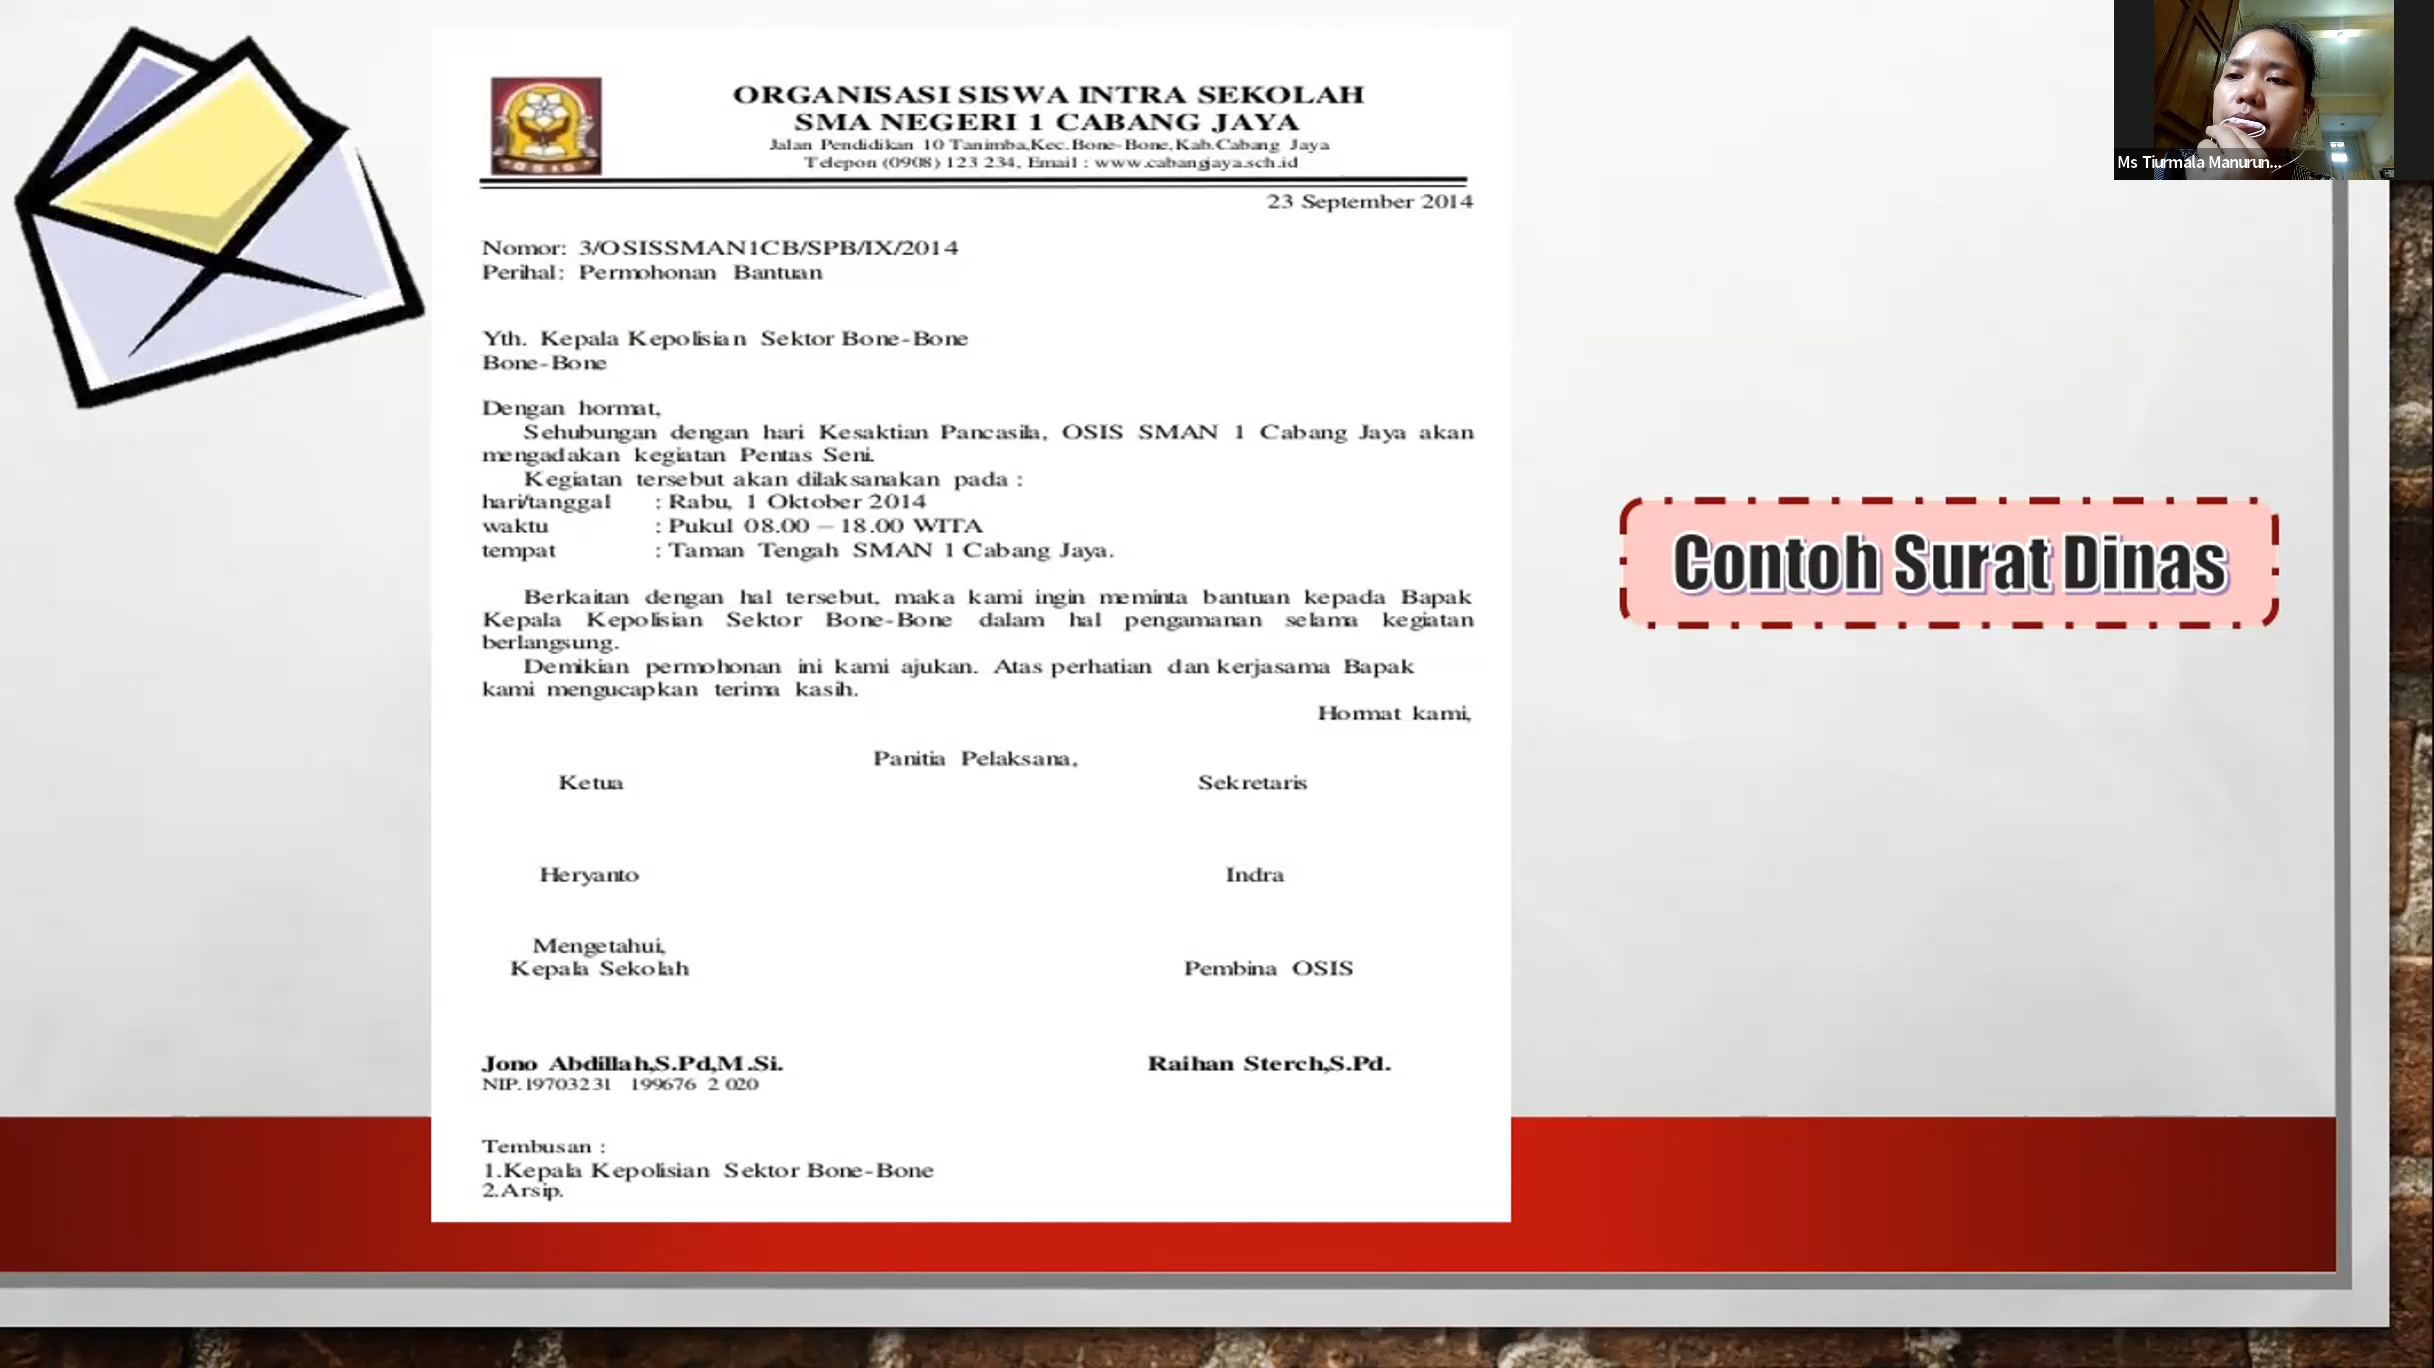 ORGANISASI SISWA INTRA SEKOLAH
SMA NEGERI 1 CABANG JAYA
Jalan Pendidikan 10 Tanimba,Kec.Bone-Bone,Kab.Cabang Jaya
Telepon (0908) 123 234, Email : www.cabangjaya.sch.id
OSIS
23 September 2014
Nomor: 3/OSISSMAN1CB/SPB/IX/2014
Perihal: Permohonan Bantuan
Yth. Kepala Kepolisian Sektor Bone-Bone
Bone-Bone
Dengan hormat,
Sehubungan dengan hari Kesaktian Pancasila, OSIS SMAN 1 Cabang Jaya akan
mengadakan kegiatan Pentas Seni.
Kegiatan tersebut akan dilaksanakan pada :
hari/tanggal : Rabu, 1 Oktober 2014
waktu : Pukul 08.00 – 18.00 WITA
tempat : Taman Tengah SMAN 1 Cabang Jaya.
Berkaitan dengan hal tersebut, maka kami ingin meminta bantuan kepada Bapak
Kepala Kepolisian Sektor Bone-Bone dalam hal pengamanan selama kegiatan
berlangsung.
Demikian permohonan ini kami ajukan. Atas perhatian dan kerjasama Bapak
kami mengucapkan terima kasih.
Hormat kami,
Panitia Pelaksana,
Ketua Sekretaris
Heryanto Indra
Mengetahui,
Kepala Sekolah Pembina OSIS
Jono Abdillah,S.Pd,M.Si. Raihan Sterch,S.Pd.
NIP.19703231 199676 2 020
Tembusan :
1.Kepala Kepolisian Sektor Bone-Bone
2.Arsip.
Contoh Surat Dinas
Ms Tiurmala Manurun...